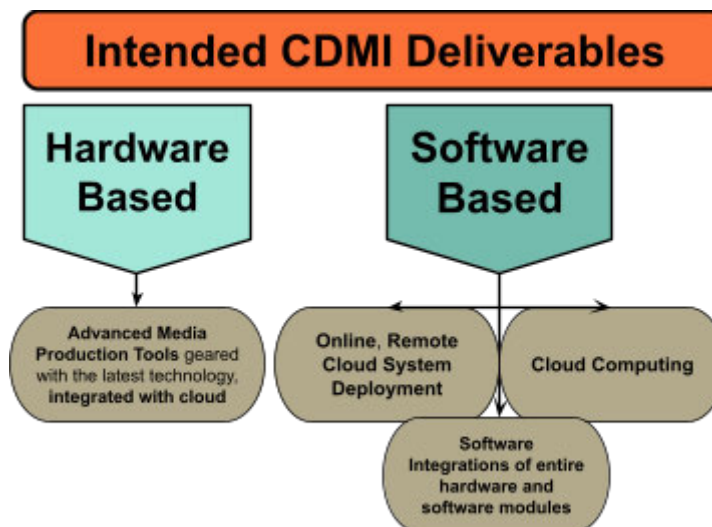 Intended CDMI Deliverables
Hardware
Based
Software
Based
Advanced Media
Production Tools geared
with the latest technology,
integrated with cloud
Online, Remote
Cloud System
Deployment
Cloud Computing
Software
Integrations of entire
hardware and
software modules